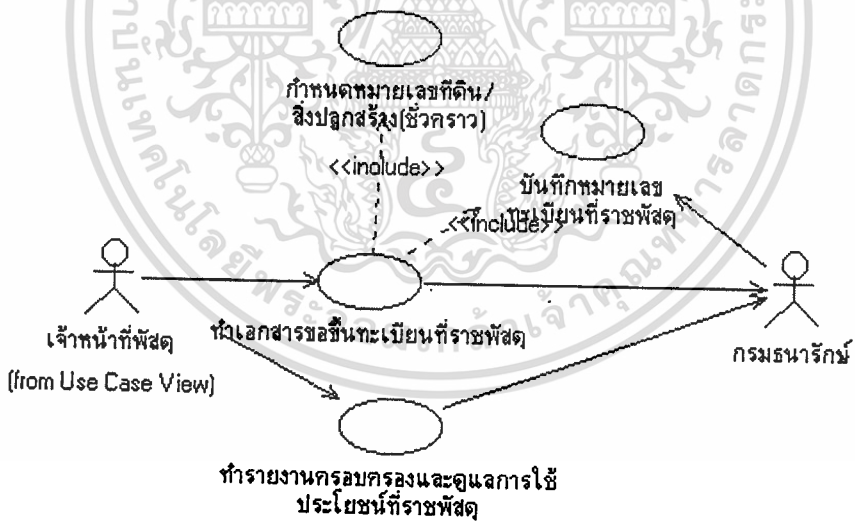 กำหนดหมายเลขที่ดิน/
สิ่งปลูกสร้าง(ชั่วคราว)
<<include>>
บันทึกหมายเลข
ทะเบียนที่ราชพัสดุ
<<include>>
เจ้าหน้าที่พัสดุ
(from Use Case View)
ทำเอกสารขอขึ้นทะเบียนที่ราชพัสดุ
กรมธนารักษ์
ทำรายงานครอบครองและดูแลการใช้
ประโยชน์ที่ราชพัสดุ